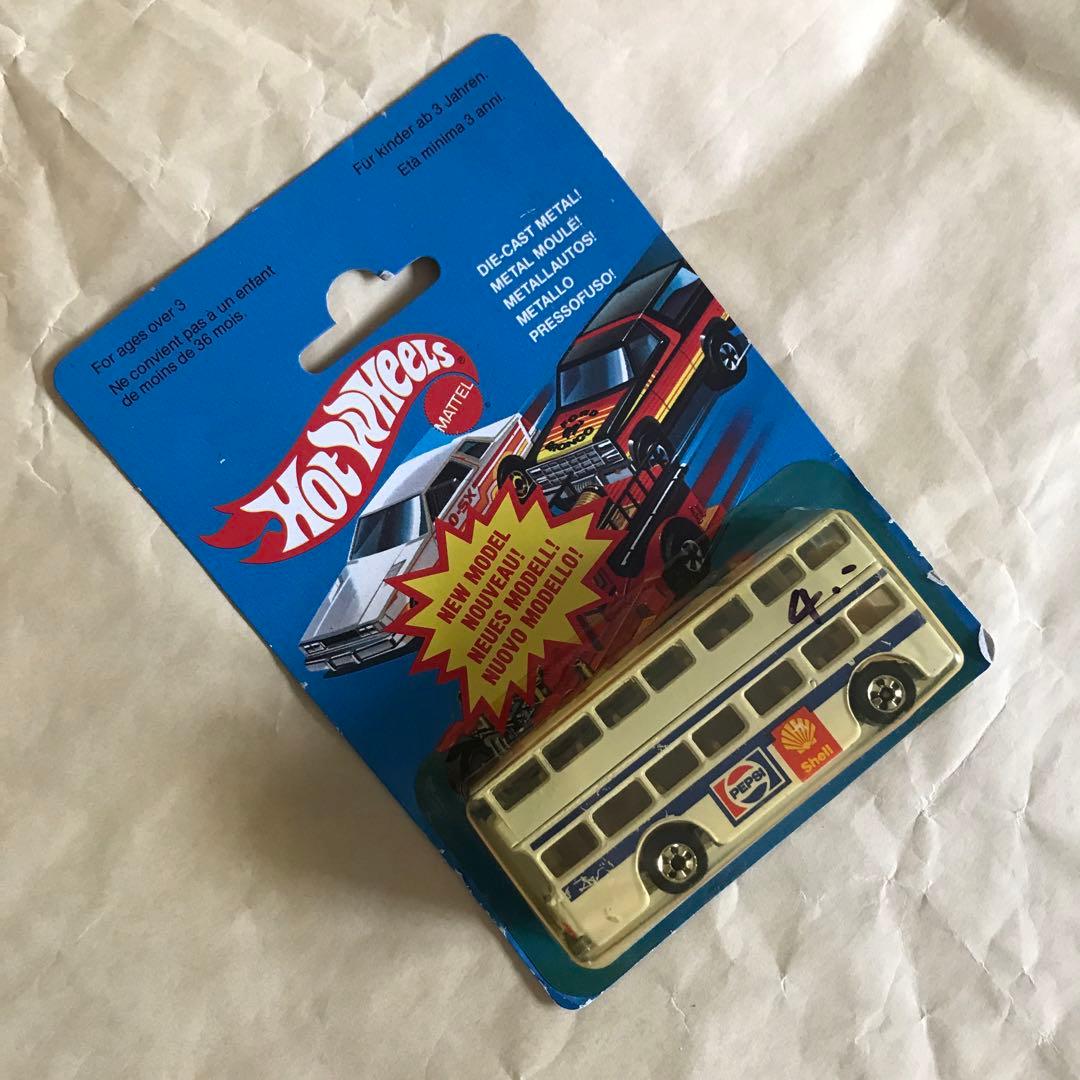 Für kinder ab 3 Jahren.
Età minima 3 anni.
For ages over 3
Ne convient pas à un enfant
de moins de 36 mois.
DIE-CAST METAL!
METAL MOULÉ!
METALLAUTOS!
METALLO
PRESSOFUSO!
HOT WHEELS®
MATTEL®
FORD
NEW MODEL
NOUVEAU!
NEUES MODELL!
NUOVO MODELLO!
4.
PEPSI
Shell